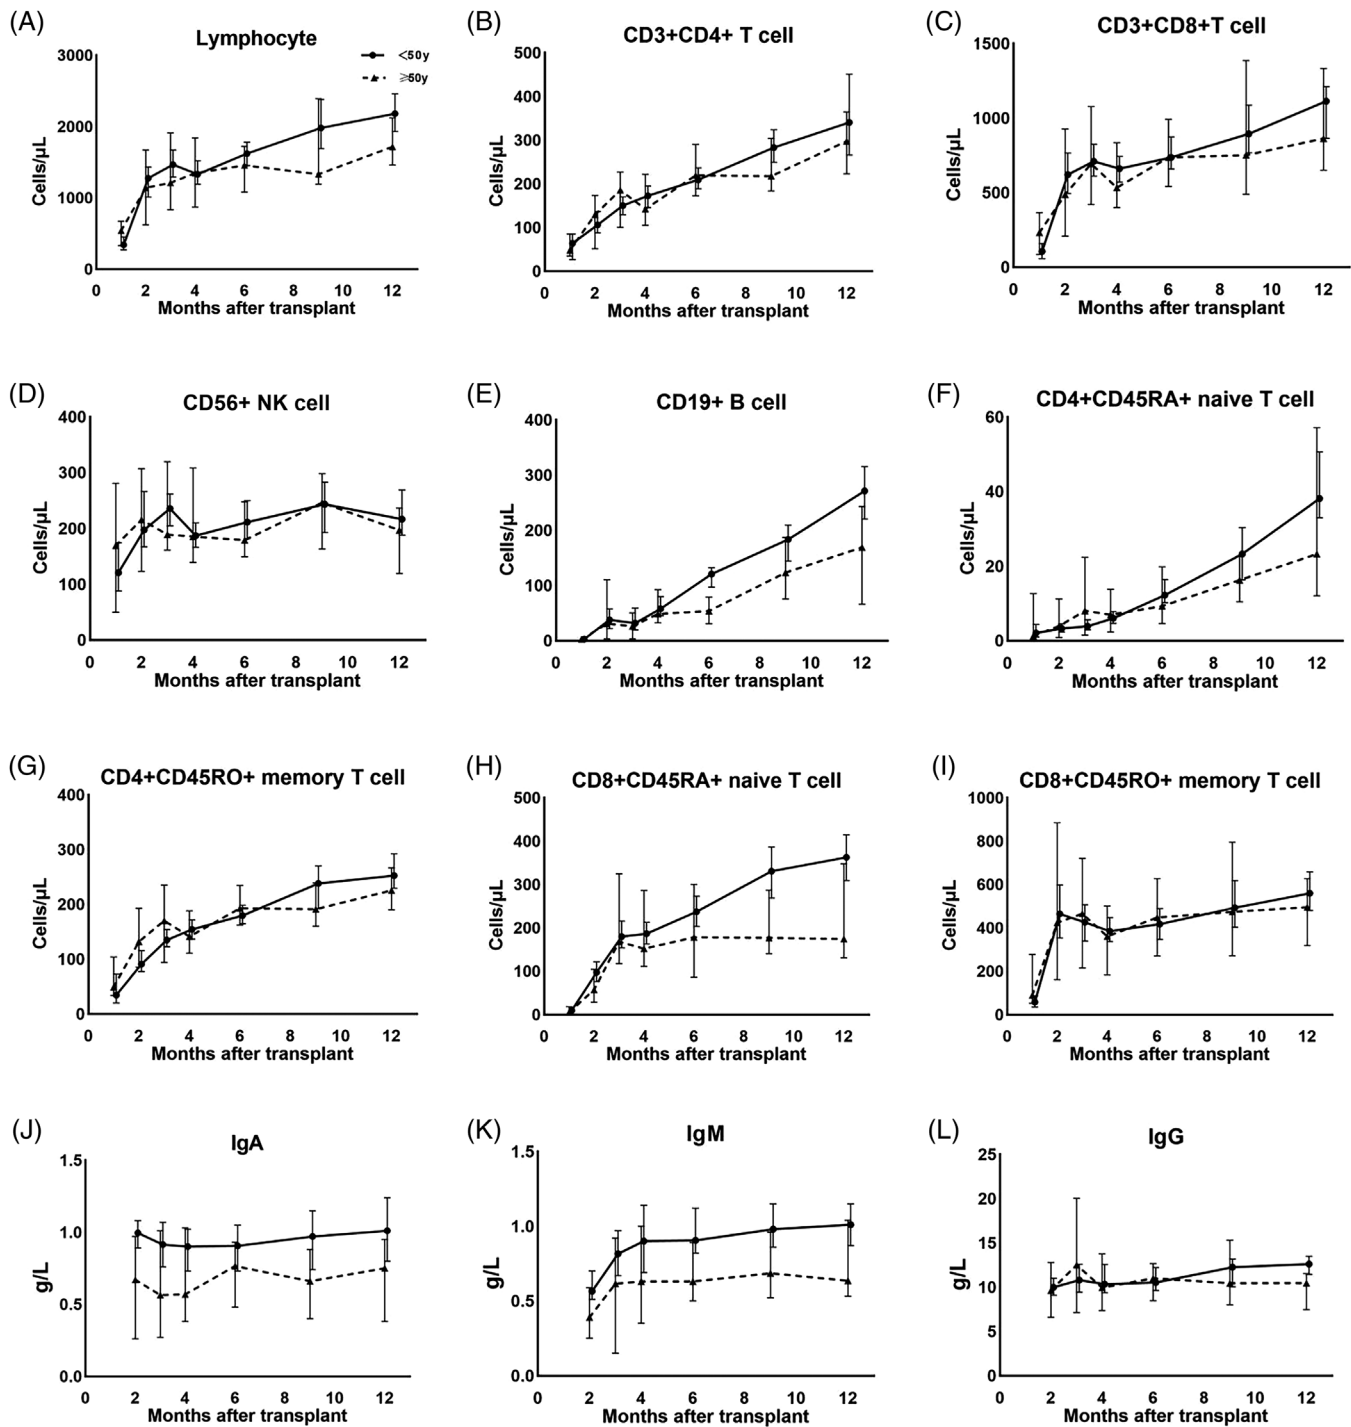 (A)
Lymphocyte
<50y
≥50y
Cells/μL
3000
2000
1000
0
0 2 4 6 8 10 12
Months after transplant
(B)
CD3+CD4+ T cell
Cells/μL
500
400
300
200
100
0
0 2 4 6 8 10 12
Months after transplant
(C)
CD3+CD8+T cell
Cells/μL
1500
1000
500
0
0 2 4 6 8 10 12
Months after transplant
(D)
CD56+ NK cell
Cells/μL
400
300
200
100
0
0 2 4 6 8 10 12
Months after transplant
(E)
CD19+ B cell
Cells/μL
400
300
200
100
0
0 2 4 6 8 10 12
Months after transplant
(F)
CD4+CD45RA+ naive T cell
Cells/μL
60
40
20
0
0 2 4 6 8 10 12
Months after transplant
(G)
CD4+CD45RO+ memory T cell
Cells/μL
400
300
200
100
0
0 2 4 6 8 10 12
Months after transplant
(H)
CD8+CD45RA+ naive T cell
Cells/μL
500
400
300
200
100
0
0 2 4 6 8 10 12
Months after transplant
(I)
CD8+CD45RO+ memory T cell
Cells/μL
1000
800
600
400
200
0
0 2 4 6 8 10 12
Months after transplant
(J)
IgA
g/L
1.5
1.0
0.5
0.0
0 2 4 6 8 10 12
Months after transplant
(K)
IgM
g/L
1.5
1.0
0.5
0.0
0 2 4 6 8 10 12
Months after transplant
(L)
IgG
g/L
25
20
15
10
5
0
0 2 4 6 8 10 12
Months after transplant